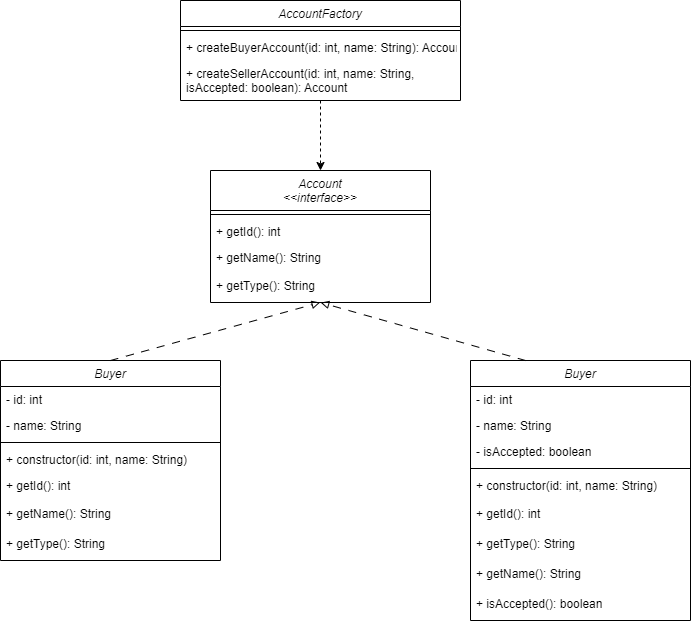 AccountFactory
+ createBuyerAccount(id: int, name: String): Accou
+ createSellerAccount(id: int, name: String,
isAccepted: boolean): Account
Account
<<interface>>
+ getId(): int
+ getName(): String
+ getType(): String
Buyer
- id: int
- name: String
+ constructor(id: int, name: String)
+ getId(): int
+ getName(): String
+ getType(): String
Buyer
- id: int
- name: String
- isAccepted: boolean
+ constructor(id: int, name: String)
+ getId(): int
+ getType(): String
+ getName(): String
+ isAccepted(): boolean